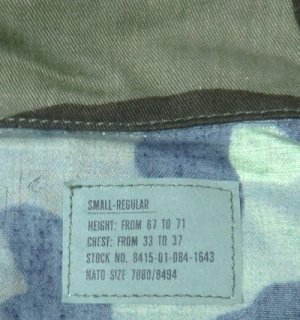 SMALL-REGULAR
HEIGHT: FROM 67 TO 71
CHEST: FROM 33 TO 37
STOCK NO. 8415-01-084-1643
NATO SIZE 7080/8494